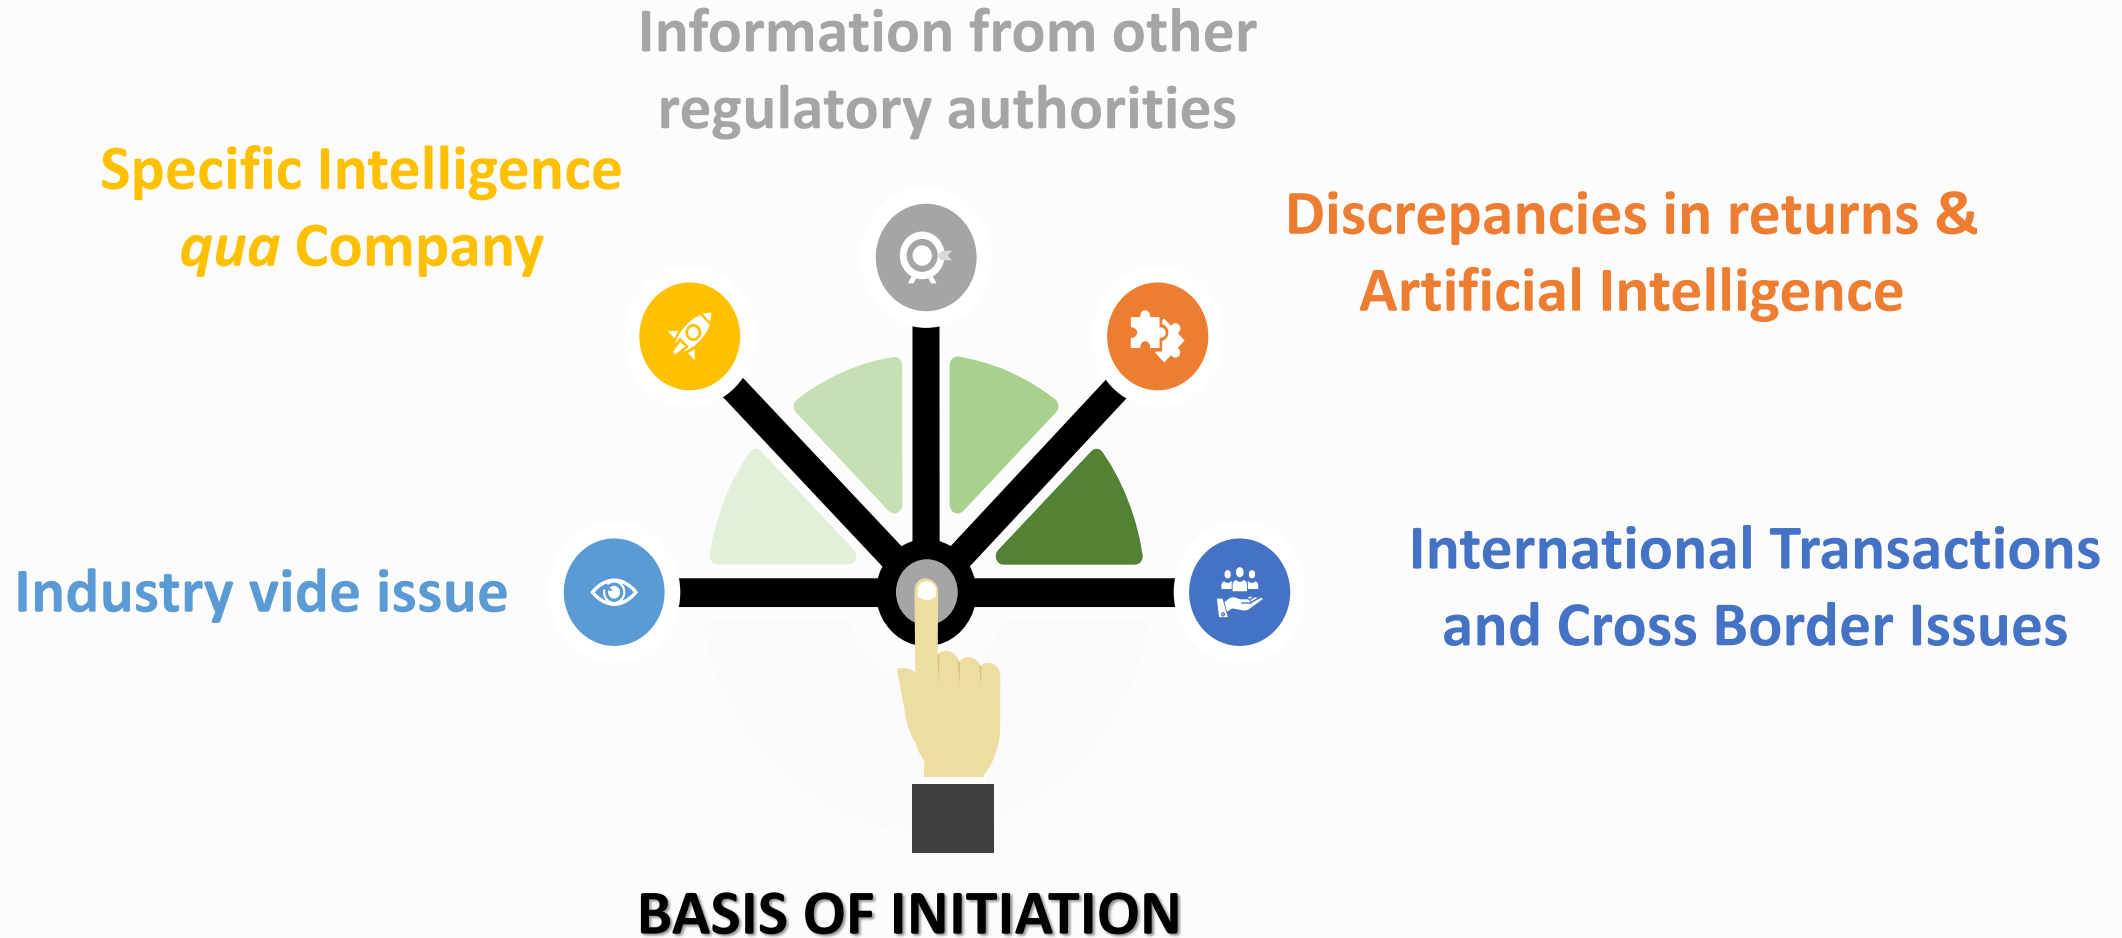 Information from other
regulatory authorities
Specific Intelligence
qua Company
Discrepancies in returns &
Artificial Intelligence
Industry vide issue
International Transactions
and Cross Border Issues
BASIS OF INITIATION